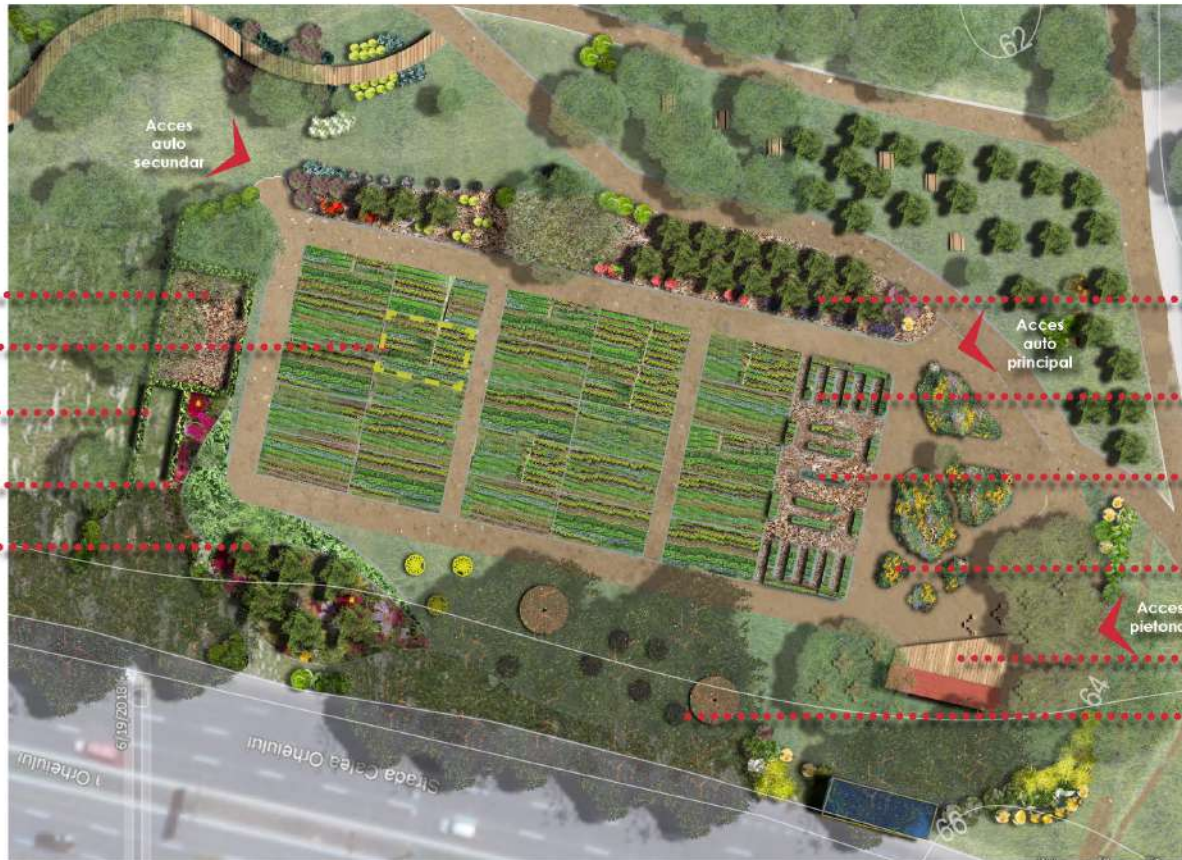 62
Acces
auto
secundar
Acces
auto
principal
Acces
pietona
64
6/19/2018
Strada Calea Orheiului
Orheiului
66